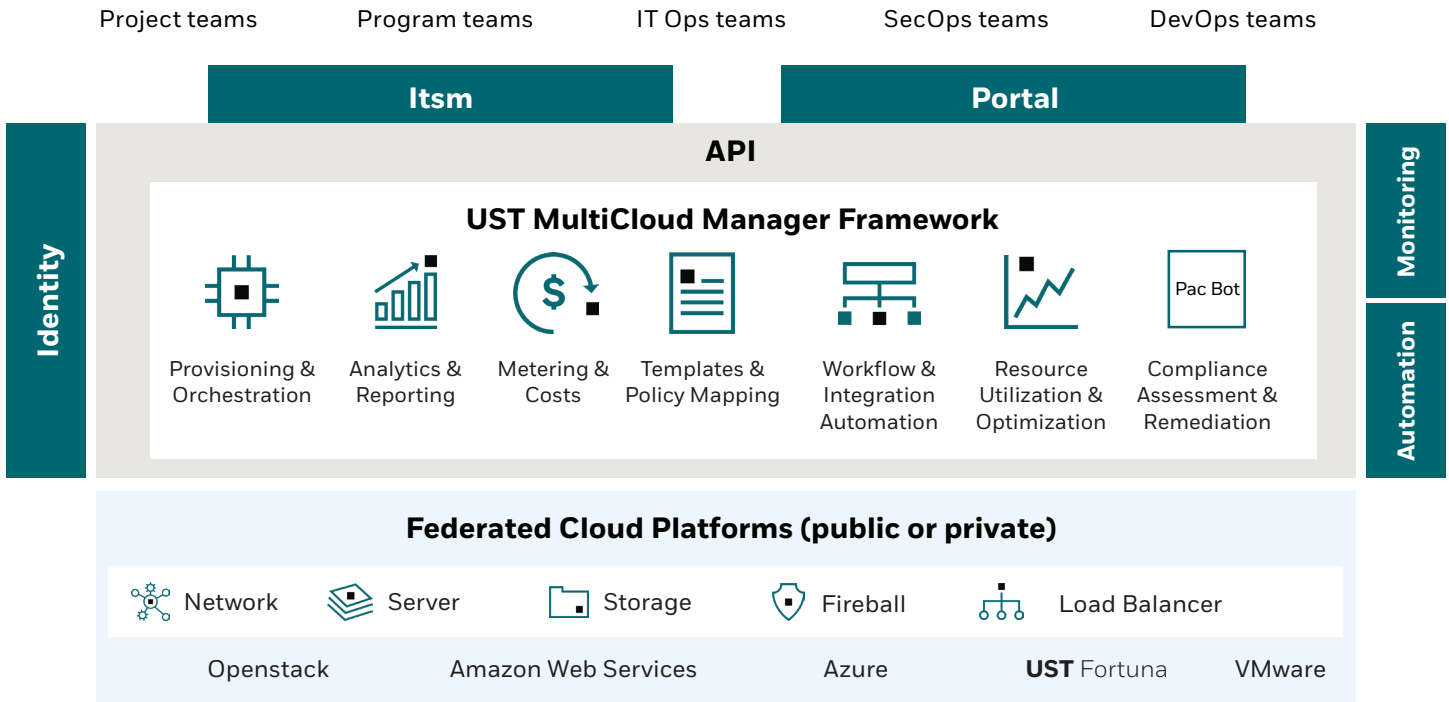 Project teams
Program teams
IT Ops teams
SecOps teams
DevOps teams
Itsm
Portal
Identity
API
Monitoring
Automation
UST MultiCloud Manager Framework
Pac Bot
Provisioning &
Orchestration
Analytics &
Reporting
Metering &
Costs
Templates &
Policy Mapping
Workflow &
Integration
Automation
Resource
Utilization &
Optimization
Compliance
Assessment &
Remediation
Federated Cloud Platforms (public or private)
Network
Server
Storage
Fireball
Load Balancer
Openstack
Amazon Web Services
Azure
UST Fortuna
VMware